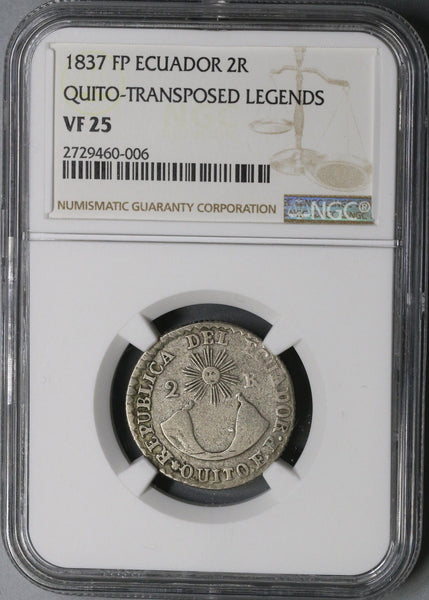 1837 FP ECUADOR 2R
QUITO-TRANSPOSED LEGENDS
VF 25
2729460-006
NUMISMATIC GUARANTY CORPORATION
NGC®
NGC
REPUBLICA DEL ECUADOR
2 R
QUITO